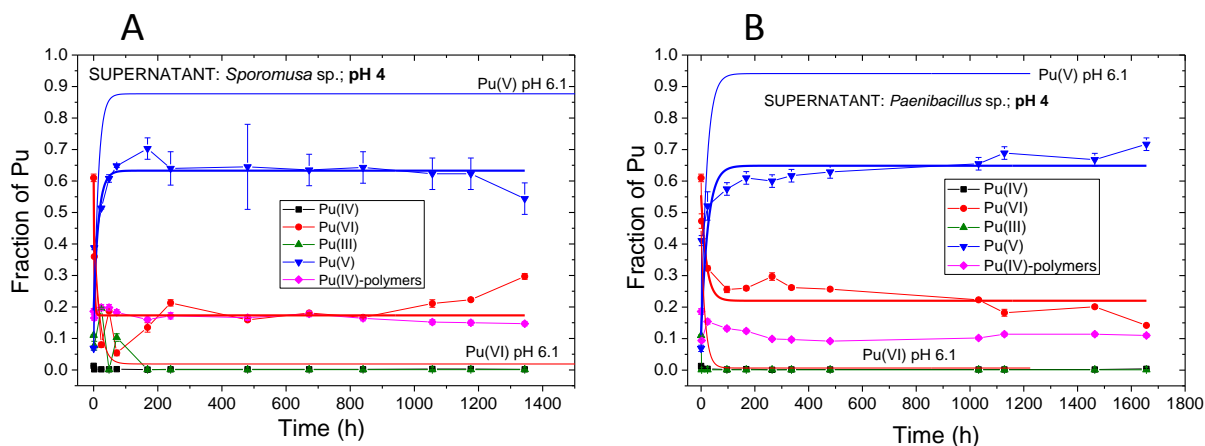 A
Fraction of Pu
1.0
0.9
0.8
0.7
0.6
0.5
0.4
0.3
0.2
0.1
0.0
SUPERNATANT: Sporomusa sp.; pH 4
Pu(V) pH 6.1
Pu(IV)
Pu(VI)
Pu(III)
Pu(V)
Pu(IV)-polymers
Pu(VI) pH 6.1
0 200 400 600 800 1000 1200 1400
Time (h)
B
Fraction of Pu
1.0
0.9
0.8
0.7
0.6
0.5
0.4
0.3
0.2
0.1
0.0
Pu(V) pH 6.1
SUPERNATANT: Paenibacillus sp.; pH 4
Pu(IV)
Pu(VI)
Pu(III)
Pu(V)
Pu(IV)-polymers
Pu(VI) pH 6.1
0 200 400 600 800 1000 1200 1400 1600 1800
Time (h)